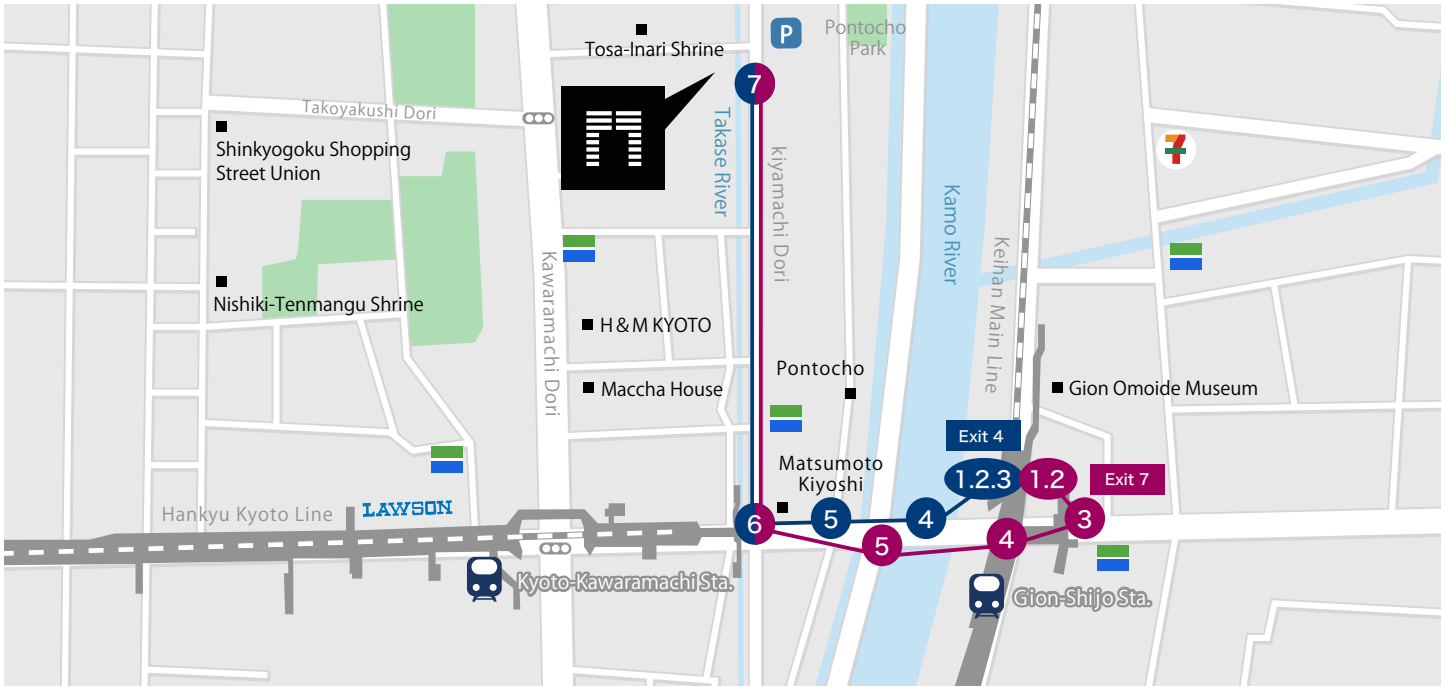 P
Pontocho
Park
Tosa-Inari Shrine
7
Takoyakushi Dori
Shinkyogoku Shopping
Street Union
Takase River
kiyamachi Dori
7
Kamo River
Keihan Main Line
Kawaramachi Dori
Nishiki-Tenmangu Shrine
H & M KYOTO
Maccha House
Pontocho
Gion Omoide Museum
Exit 4
Matsumoto
Kiyoshi
1.2.3
1.2
Exit 7
Hankyu Kyoto Line
LAWSON
6
5
4
3
5
4
Kyoto-Kawaramachi Sta.
Gion-Shijo Sta.